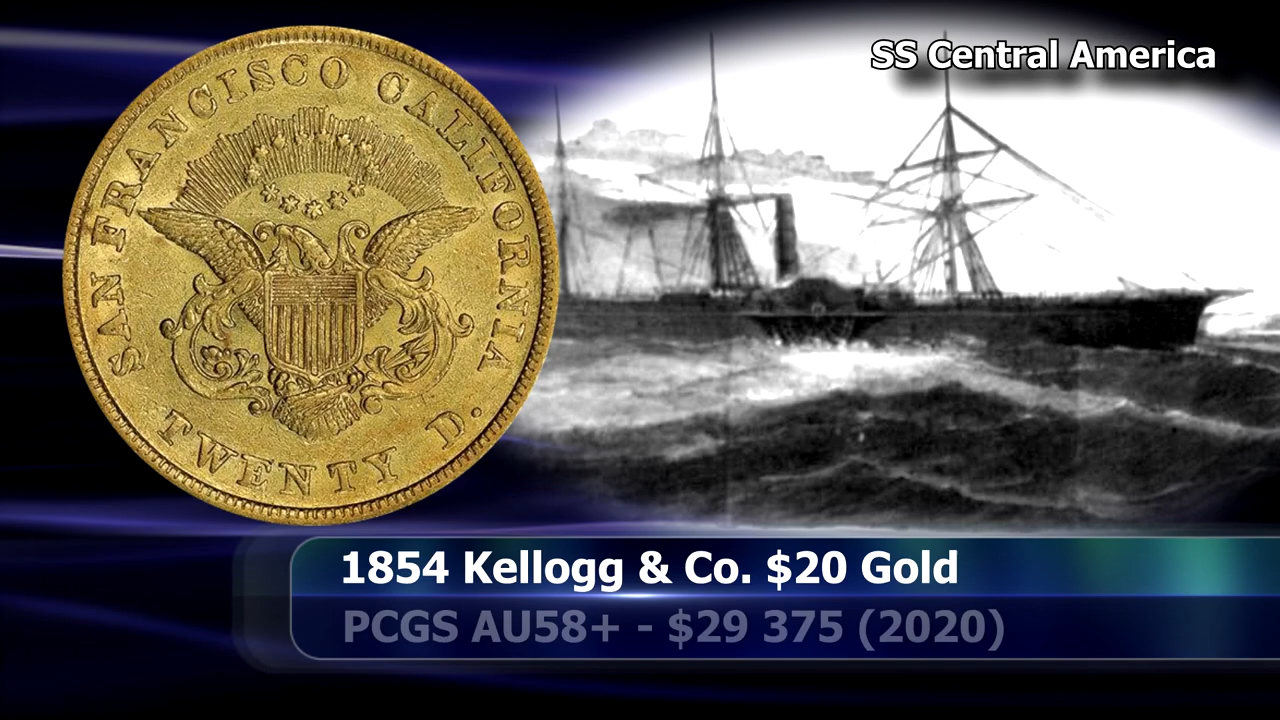 SS Central America
SAN FRANCISCO CALIFORNIA
TWENTY D.
1854 Kellogg & Co. $20 Gold
PCGS AU58+ - $29 375 (2020)